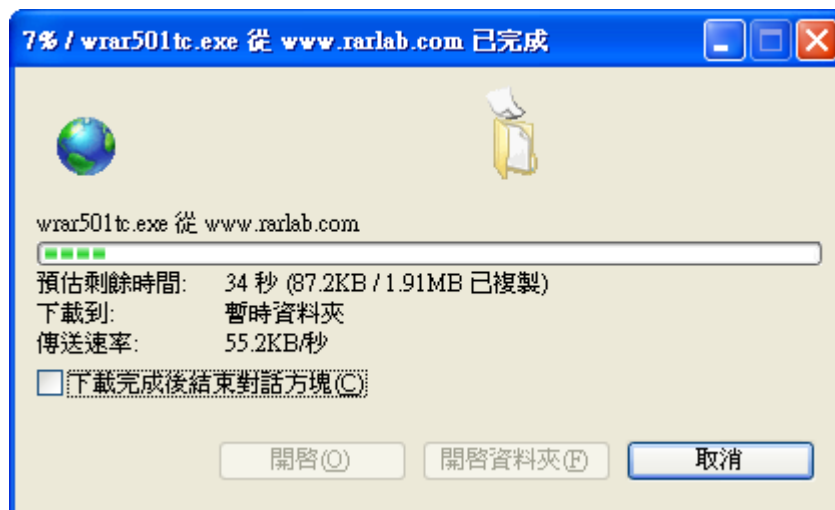 7% / wrar501tc.exe 從 www.rarlab.com 已完成
wrar501tc.exe 從 www.rarlab.com
預估剩餘時間: 34 秒 (87.2KB / 1.91MB 已複製)
下載到: 暫時資料夾
傳送速率: 55.2KB/秒
下載完成後結束對話方塊(C)
開啓(O) 開啓資料夾(F) 取消